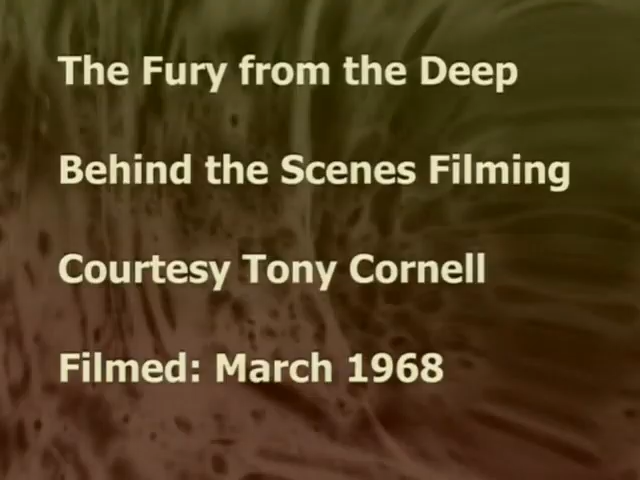 The Fury from the Deep
Behind the Scenes Filming
Courtesy Tony Cornell
Filmed: March 1968